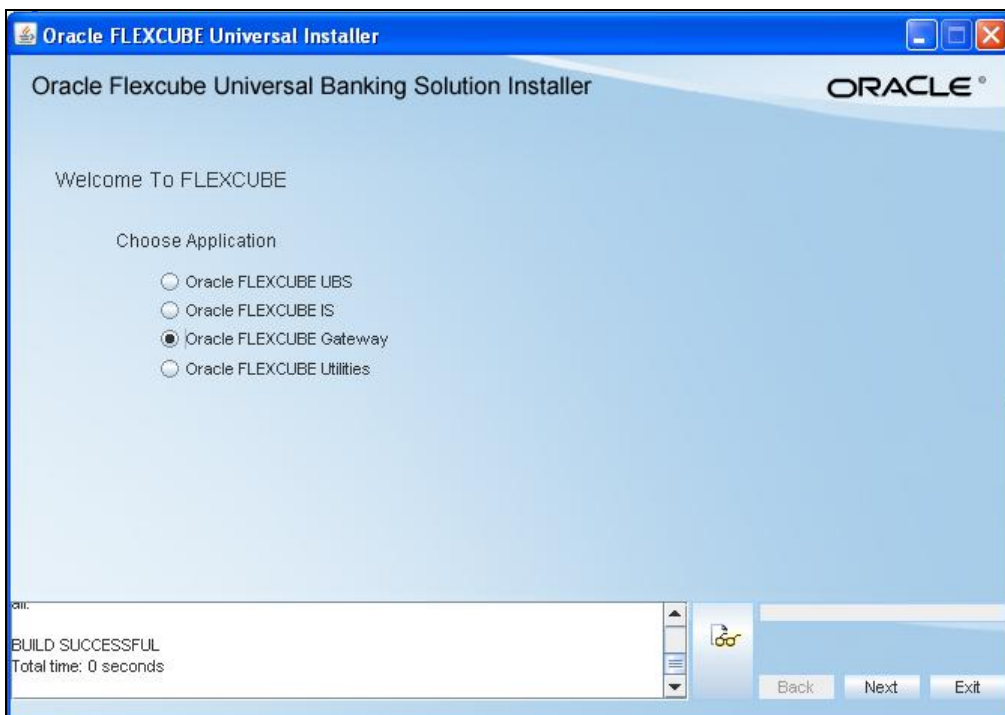 Oracle FLEXCUBE Universal Installer
Oracle Flexcube Universal Banking Solution Installer
ORACLE®
Welcome To FLEXCUBE
Choose Application
Oracle FLEXCUBE UBS
Oracle FLEXCUBE IS
Oracle FLEXCUBE Gateway
Oracle FLEXCUBE Utilities
all:
BUILD SUCCESSFUL
Total time: 0 seconds
Back
Next
Exit